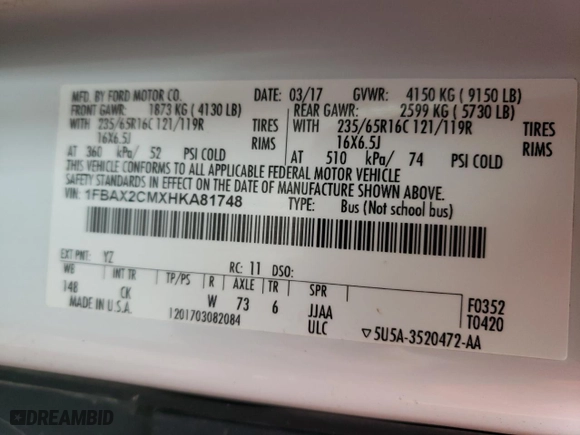 MFD. BY FORD MOTOR CO. DATE: 03/17 GVWR: 4150 KG ( 9150 LB)
FRONT GAWR: 1873 KG ( 4130 LB) REAR GAWR: 2599 KG ( 5730 LB)
WITH 235/65R16C 121/119R TIRES WITH 235/65R16C 121/119R TIRES
16X6.5J RIMS 16X6.5J RIMS
AT 360 kPa/ 52 PSI COLD AT 510 kPa/ 74 PSI COLD
THIS VEHICLE CONFORMS TO ALL APPLICABLE FEDERAL MOTOR VEHICLE
SAFETY STANDARDS IN EFFECT ON THE DATE OF MANUFACTURE SHOWN ABOVE.
VIN: 1FBAX2CMXHKA81748 TYPE: Bus (Not school bus)
EXT PNT: YZ RC: 11 DSO:
WB INT TR TP/PS R AXLE TR SPR
148 CK W 73 6 JJAA F0352
MADE IN U.S.A. 1201703082084 ULC T0420
▽5U5A-3520472-AA
DREAMBID